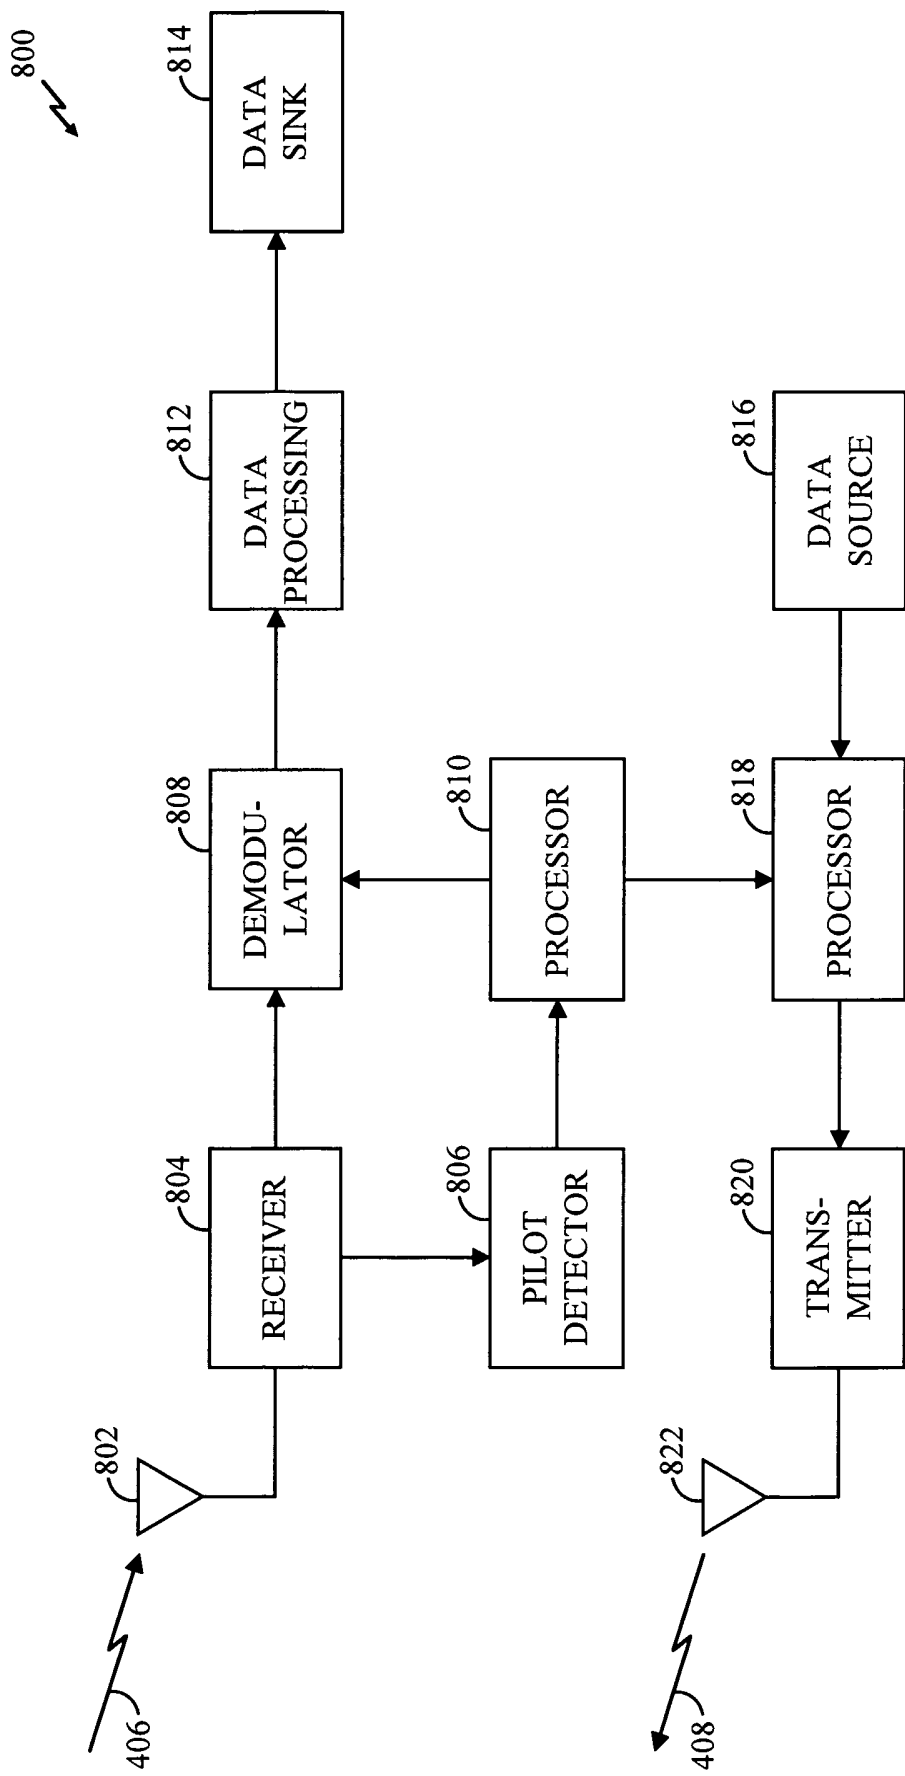 800
406
802
804
RECEIVER
808
DEMODU-
LATOR
812
DATA
PROCESSING
814
DATA
SINK
806
PILOT
DETECTOR
810
PROCESSOR
408
822
820
TRANS-
MITTER
818
PROCESSOR
816
DATA
SOURCE